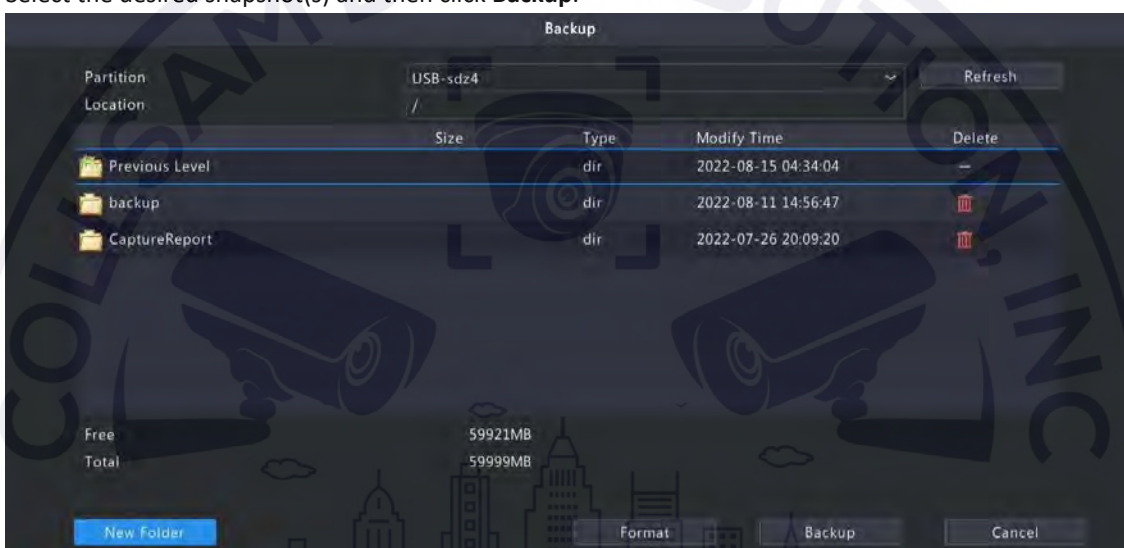 Select the desired snapshot(s) and then click Backup.
Backup
Partition USB-sdz4 Refresh
Location /
Size Type Modify Time Delete
Previous Level dir 2022-08-15 04:34:04 —
backup dir 2022-08-11 14:56:47
CaptureReport dir 2022-07-26 20:09:20
Free 59921MB
Total 59999MB
New Folder Format Backup Cancel